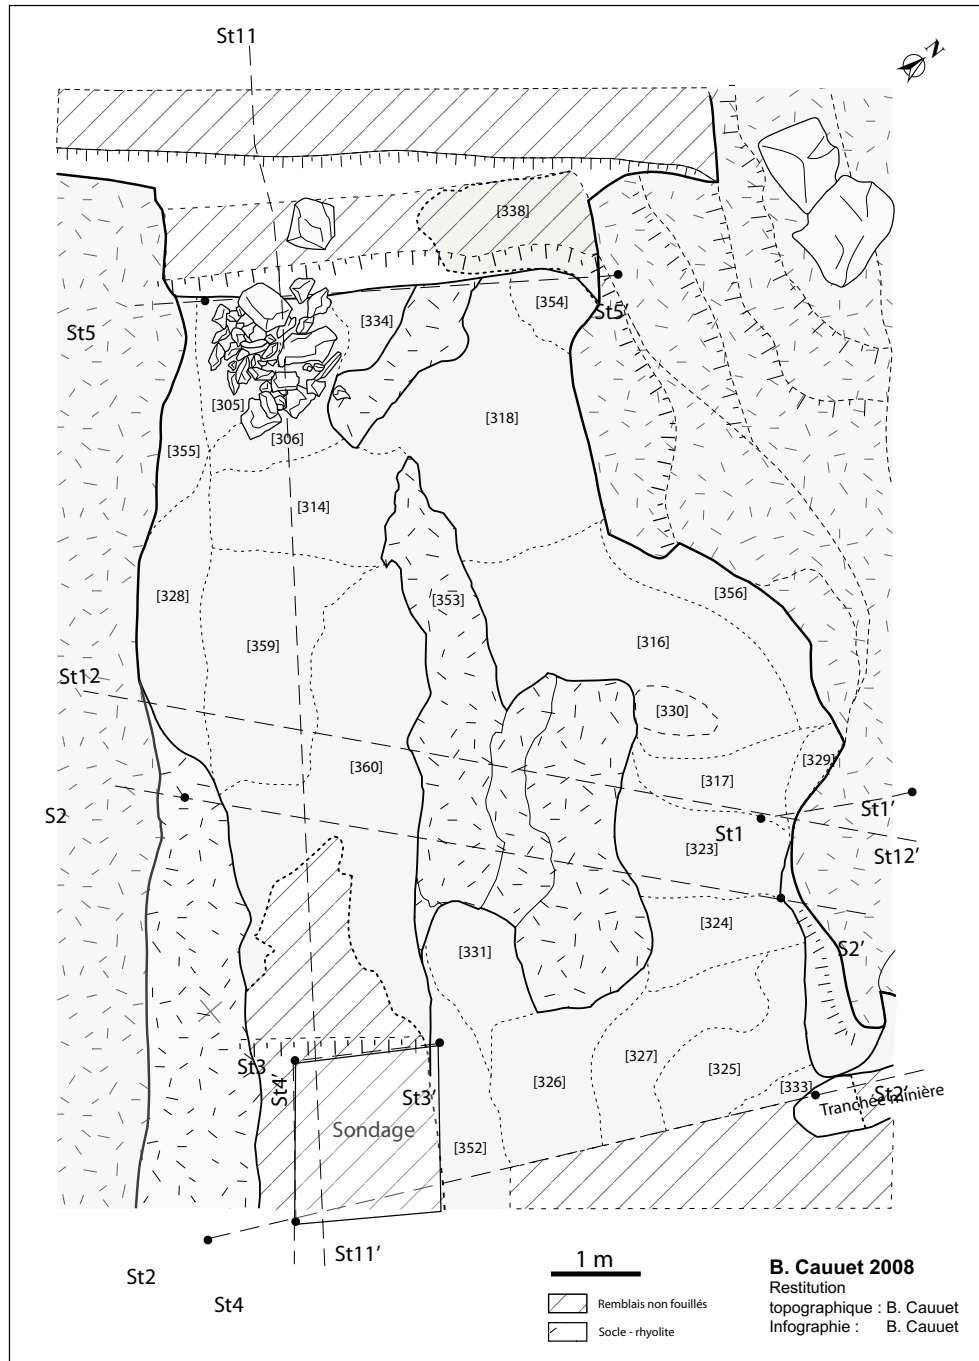 St11
N
[338]
St5
St5'
[354]
[334]
[305]
[306]
[318]
[355]
[314]
[328]
[353]
[356]
[359]
[316]
St12
[330]
[360]
[317]
[329]
S2
St1
St1'
[323]
St12'
[324]
[331]
S2'
St3
St4'
St3'
[327]
[326]
[325]
[333]
St2'
Tranchée minière
Sondage
[352]
St11'
St2
St4
1 m
Remblais non fouillés
Socle - rhyolite
B. Cauuet 2008
Restitution
topographique : B. Cauuet
Infographie : B. Cauuet